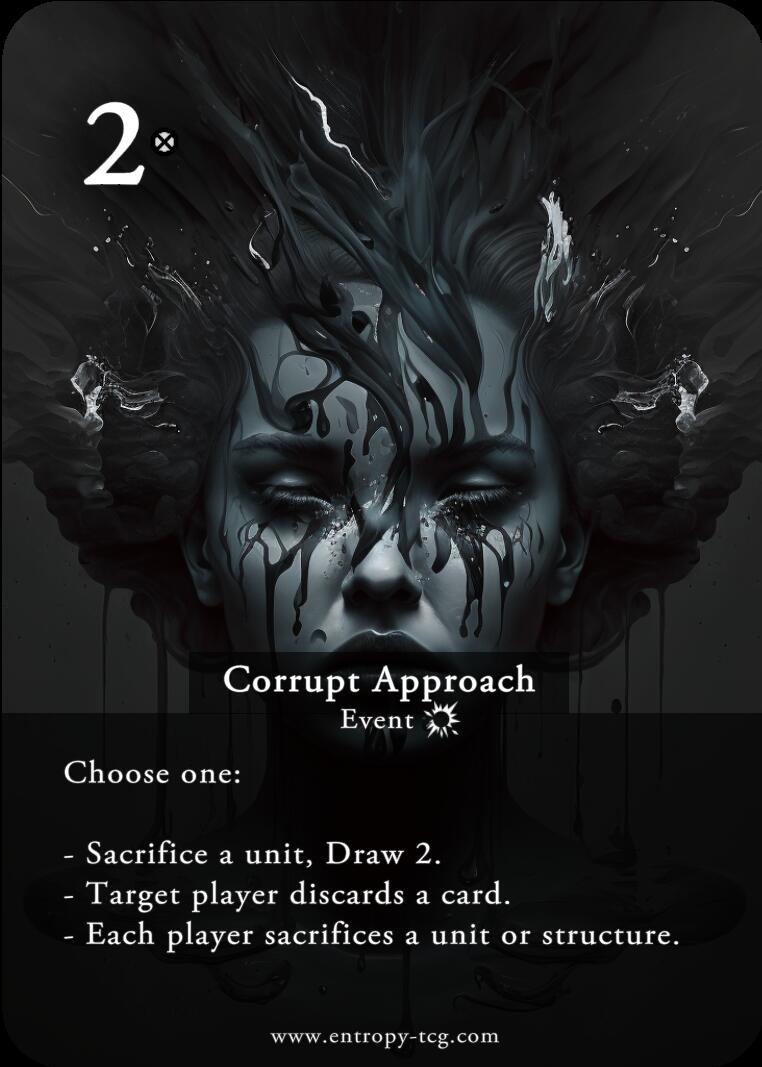 2
Corrupt Approach
Event
Choose one:
- Sacrifice a unit, Draw 2.
- Target player discards a card.
- Each player sacrifices a unit or structure.
www.entropy-tcg.com